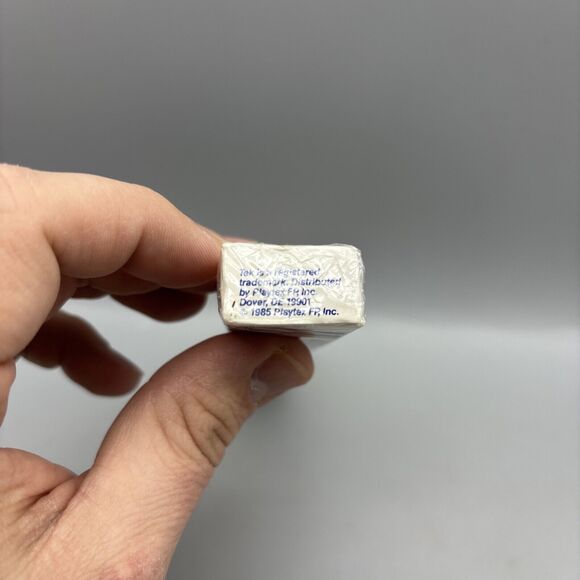 Tek is a registered
trademark. Distributed
by Playtex FP, Inc.
Dover, DE 19901
© 1985 Playtex FP, Inc.